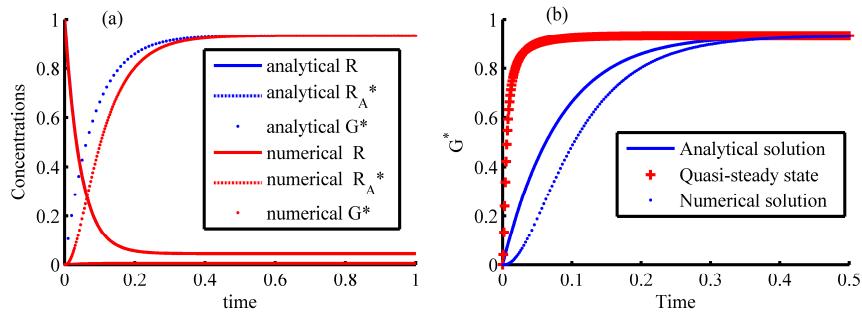 (a)
1
0.8
0.6
0.4
0.2
0
Concentrations
analytical R
analytical R_A*
analytical G*
numerical R
numerical R_A*
numerical G*
0 0.2 0.4 0.6 0.8 1
time
(b)
1
0.8
0.6
0.4
0.2
0
G*
Analytical solution
Quasi-steady state
Numerical solution
0 0.1 0.2 0.3 0.4 0.5
Time